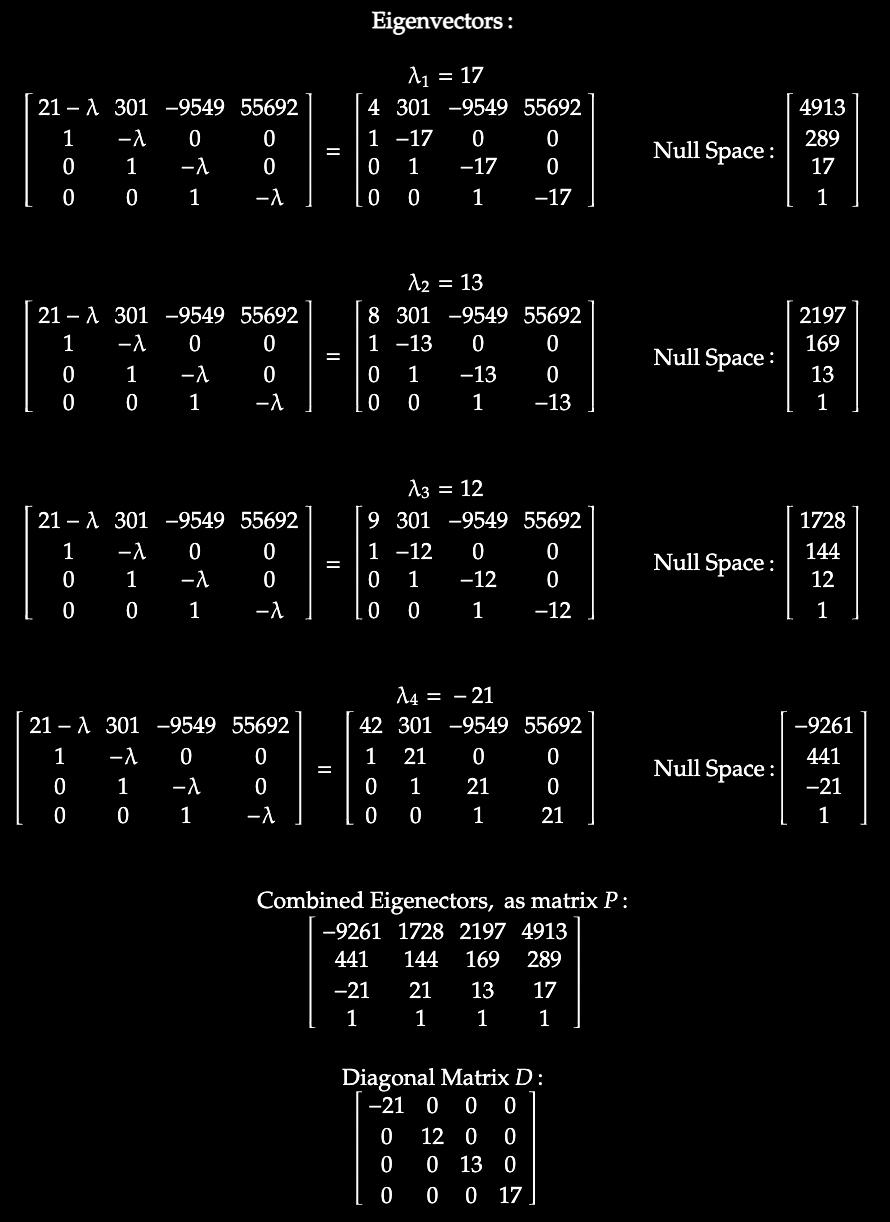 Eigenvectors :
λ₁ = 17
21 – λ 301 –9549 55692 4 301 –9549 55692 4913
1 –λ 0 0 1 –17 0 0 289
= Null Space :
0 1 –λ 0 0 1 –17 0 17
0 0 1 –λ 0 0 1 –17 1
λ₂ = 13
21 – λ 301 –9549 55692 8 301 –9549 55692 2197
1 –λ 0 0 1 –13 0 0 169
= Null Space :
0 1 –λ 0 0 1 –13 0 13
0 0 1 –λ 0 0 1 –13 1
λ₃ = 12
21 – λ 301 –9549 55692 9 301 –9549 55692 1728
1 –λ 0 0 1 –12 0 0 144
= Null Space :
0 1 –λ 0 0 1 –12 0 12
0 0 1 –λ 0 0 1 –12 1
λ₄ = – 21
21 – λ 301 –9549 55692 42 301 –9549 55692 –9261
1 –λ 0 0 1 21 0 0 441
= Null Space :
0 1 –λ 0 0 1 21 0 –21
0 0 1 –λ 0 0 1 21 1
Combined Eigenectors, as matrix P :
–9261 1728 2197 4913
441 144 169 289
–21 21 13 17
1 1 1 1
Diagonal Matrix D :
–21 0 0 0
0 12 0 0
0 0 13 0
0 0 0 17